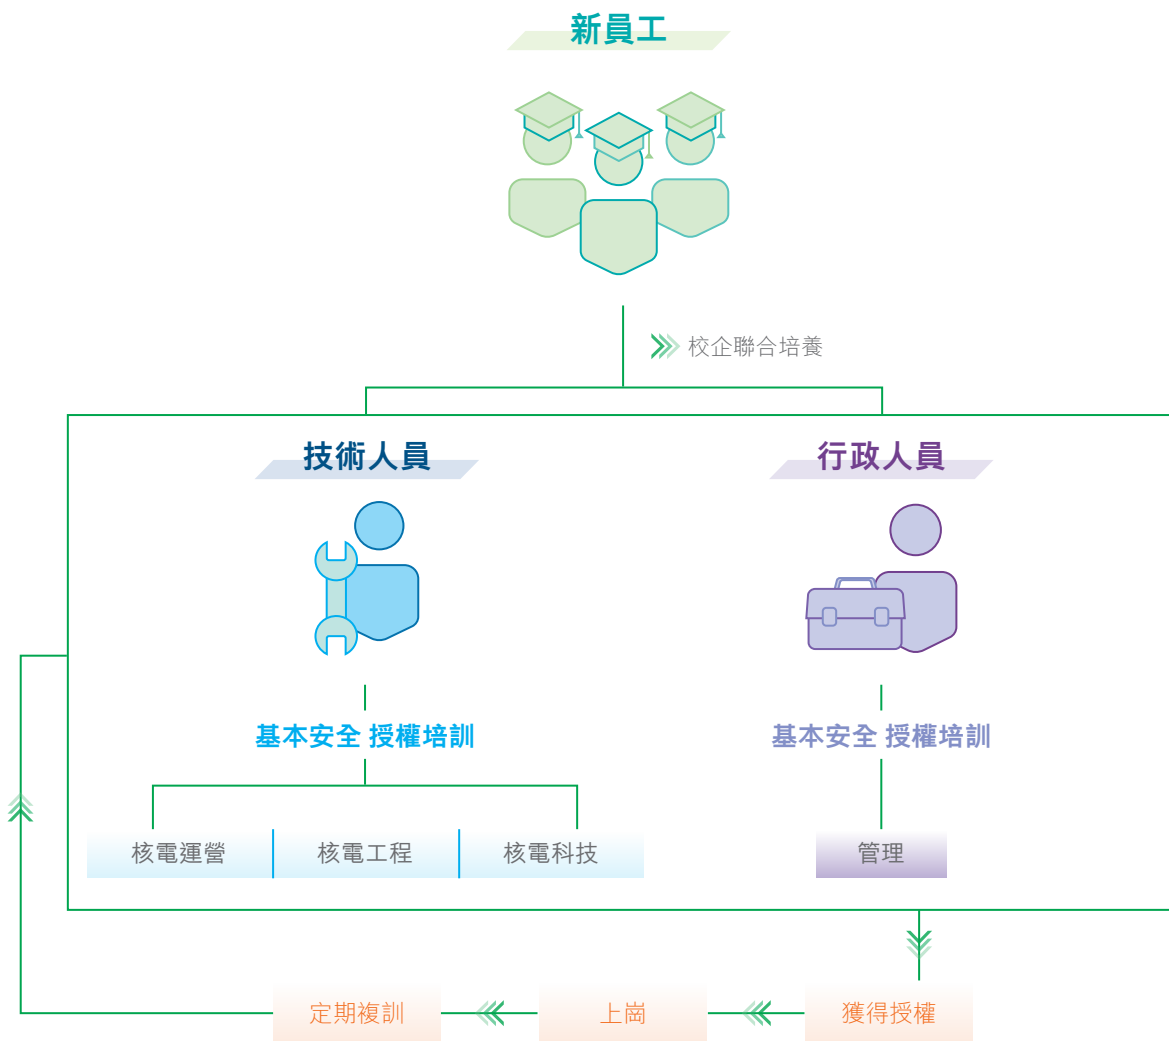 新員工
校企聯合培養
技術人員
行政人員
基本安全 授權培訓
基本安全 授權培訓
核電運營
核電工程
核電科技
管理
定期複訓
上崗
獲得授權